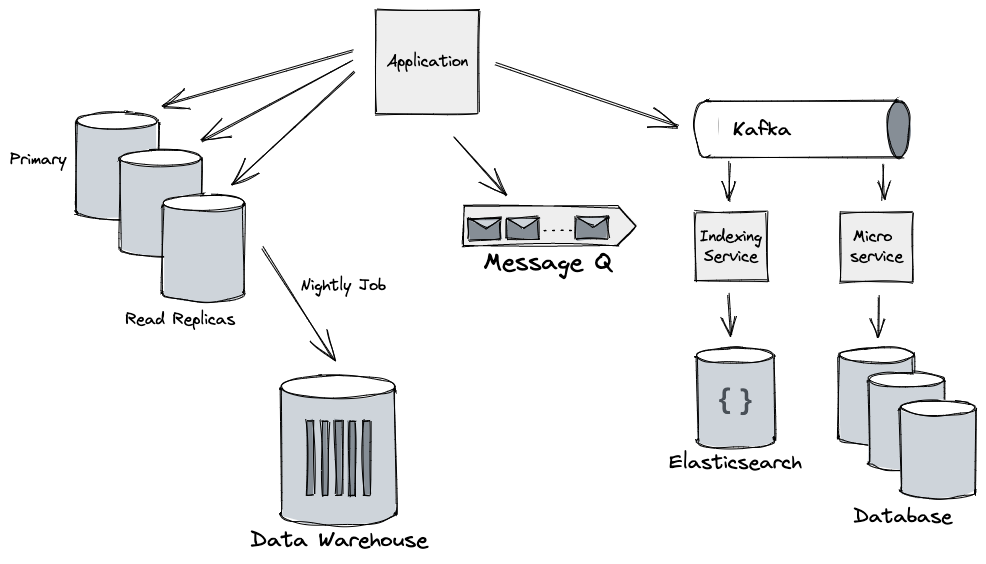 Application
Primary
Kafka
Indexing
Service
Micro
service
Message Q
Nightly Job
Read Replicas
{ }
Elasticsearch
Database
Data Warehouse